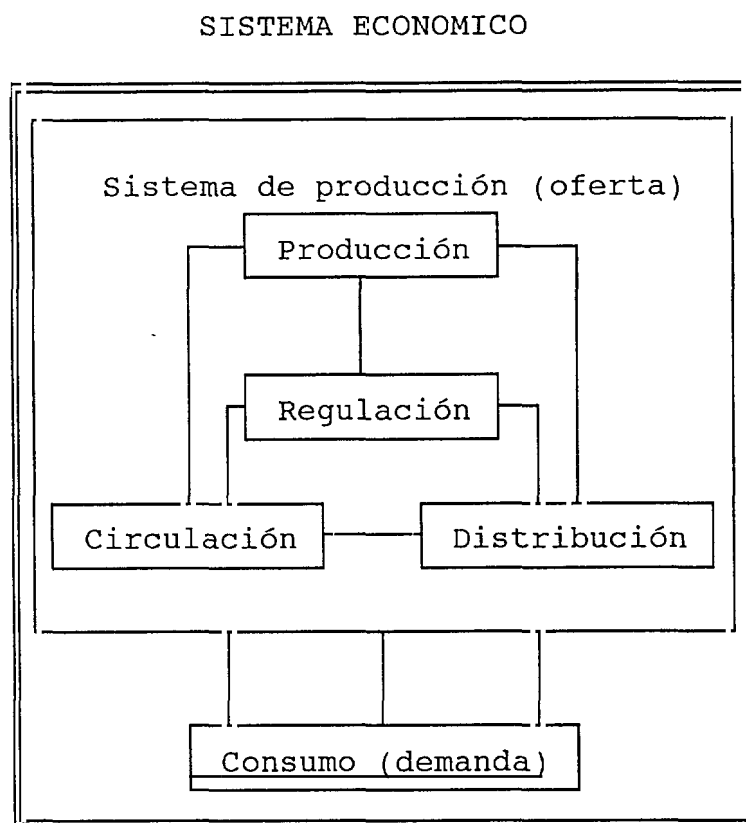 SISTEMA ECONOMICO
Sistema de producción (oferta)
Producción
Regulación
Circulación
Distribución
Consumo (demanda)